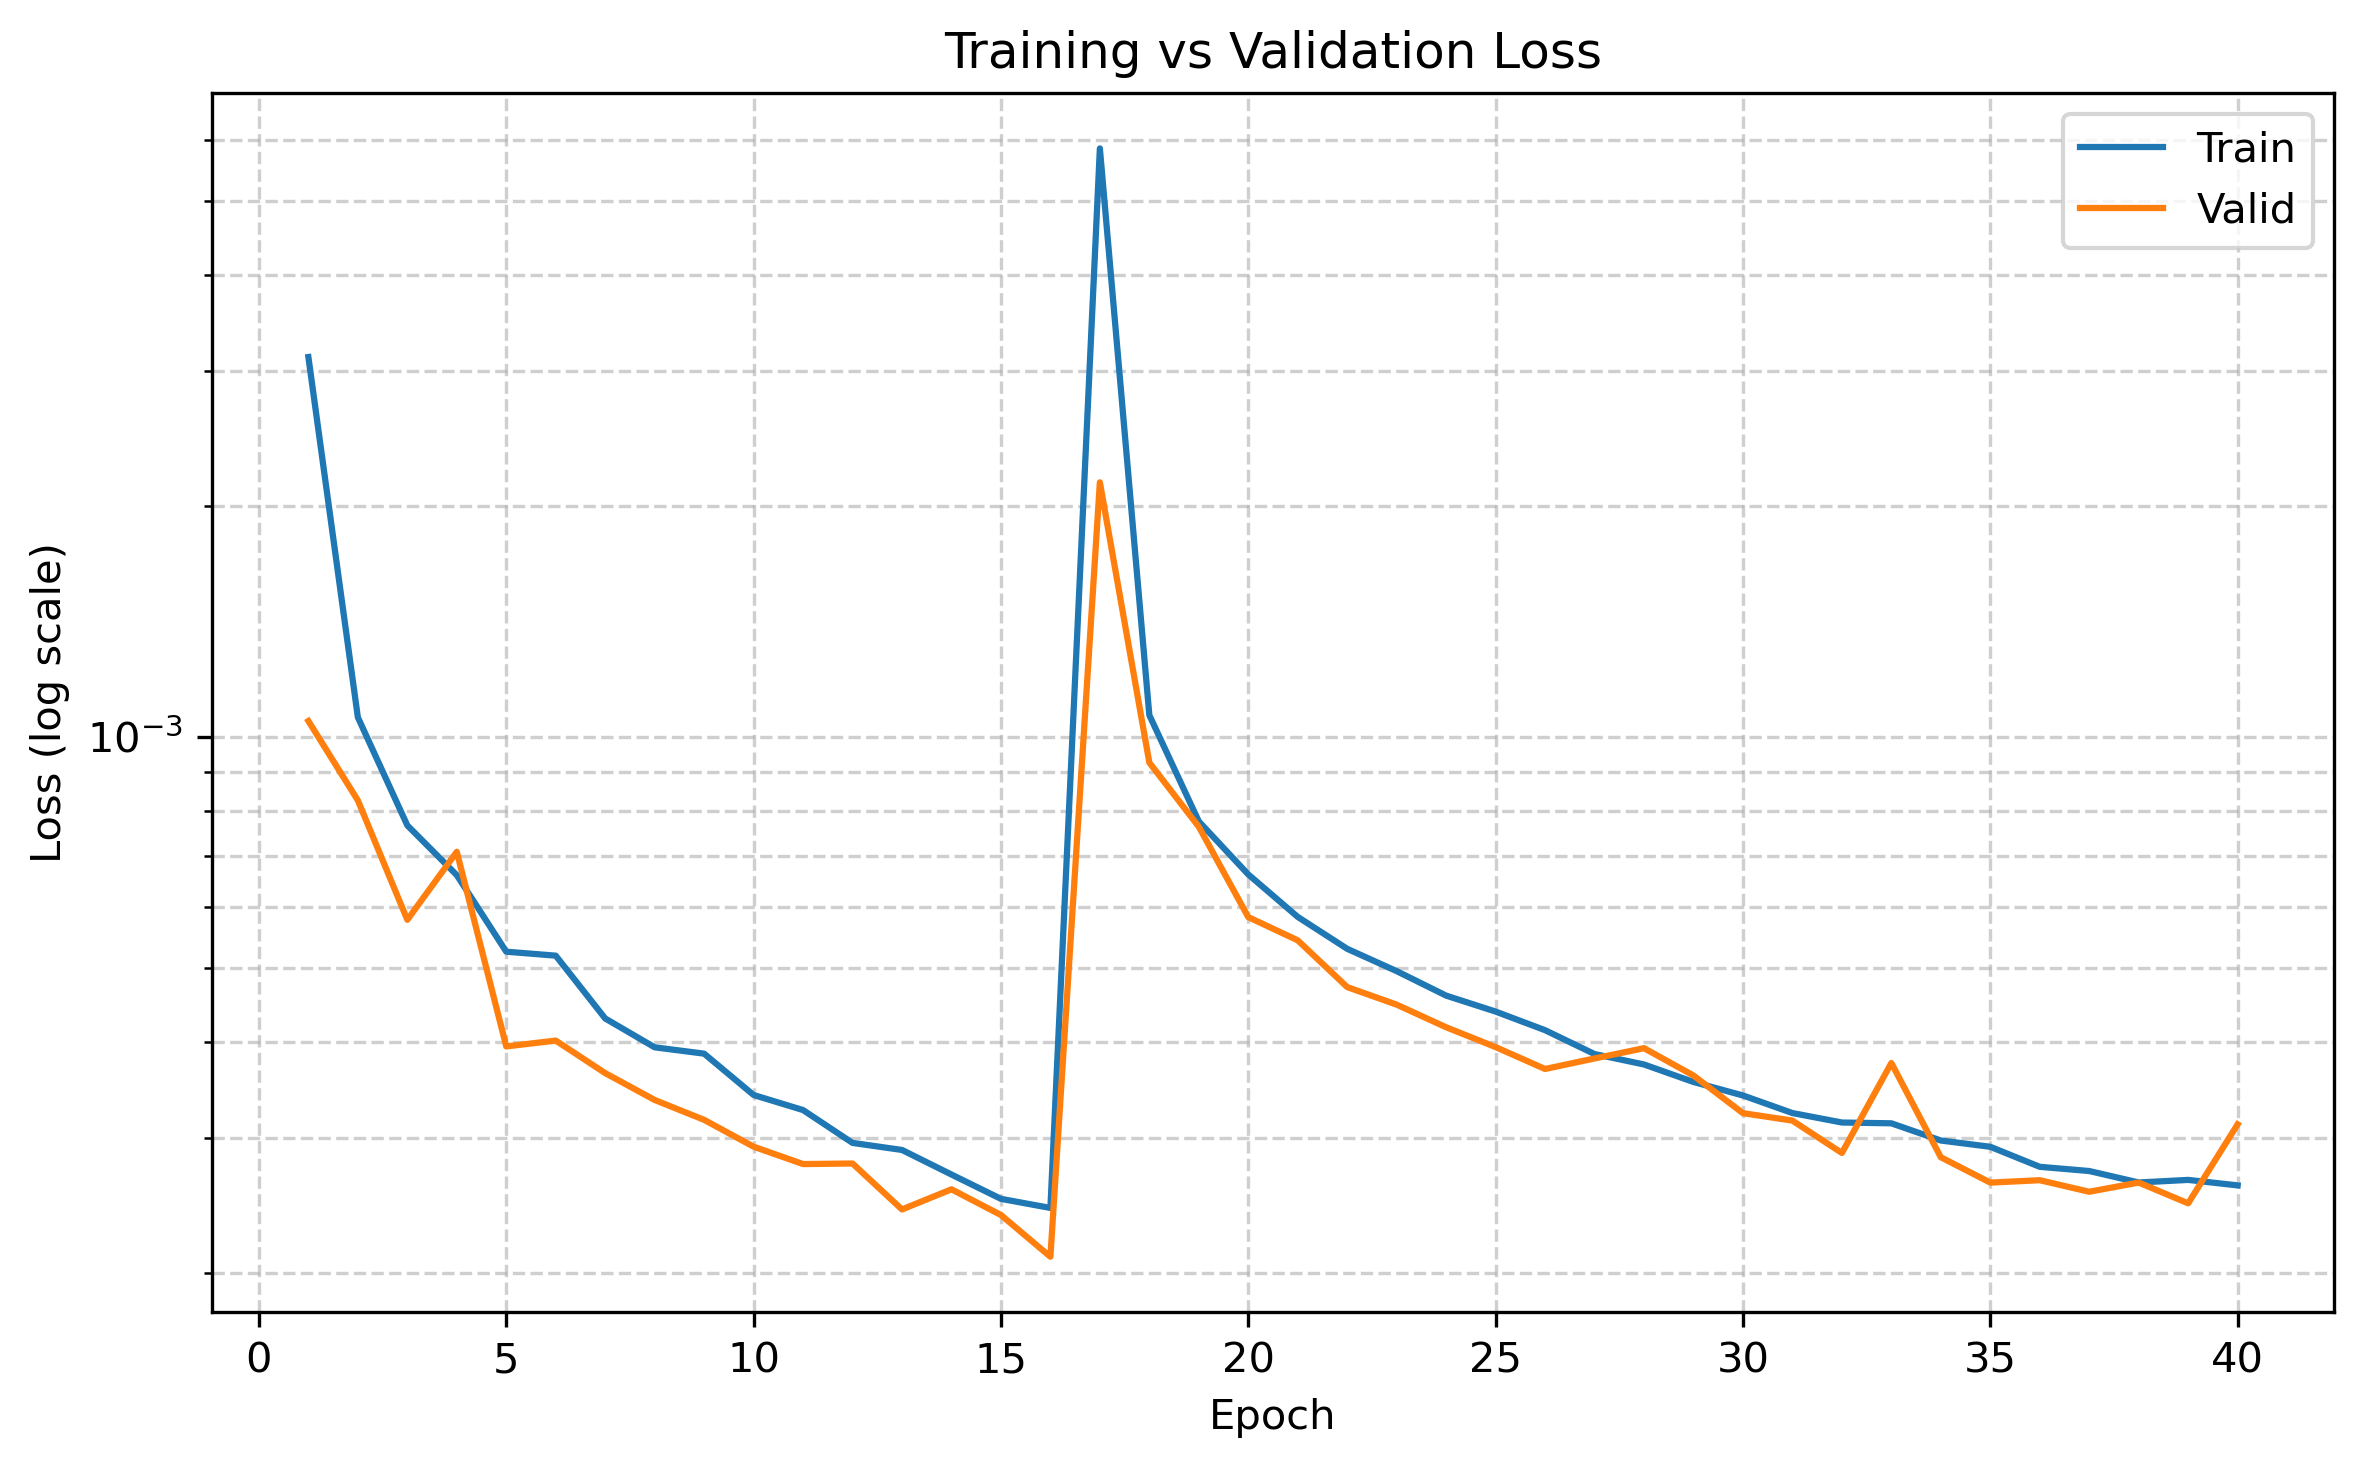 Training vs Validation Loss
Train
Valid
Loss (log scale)
10⁻³
0 5 10 15 20 25 30 35 40
Epoch